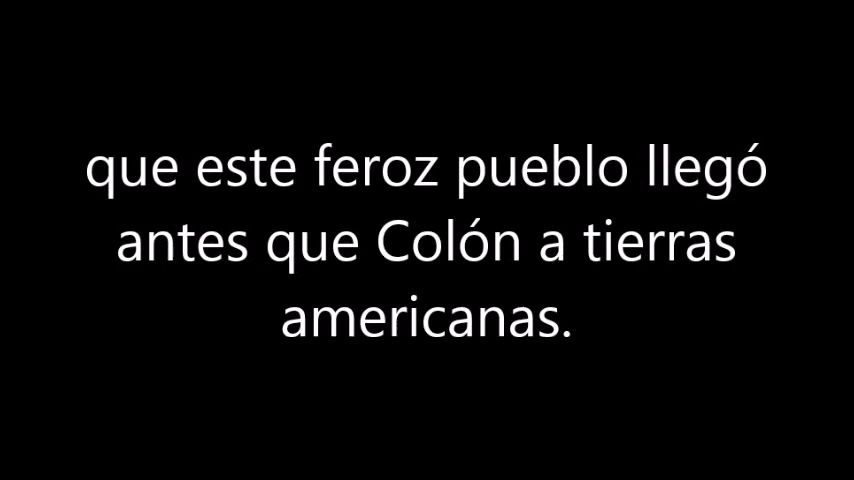 que este feroz pueblo llegó
antes que Colón a tierras
americanas.